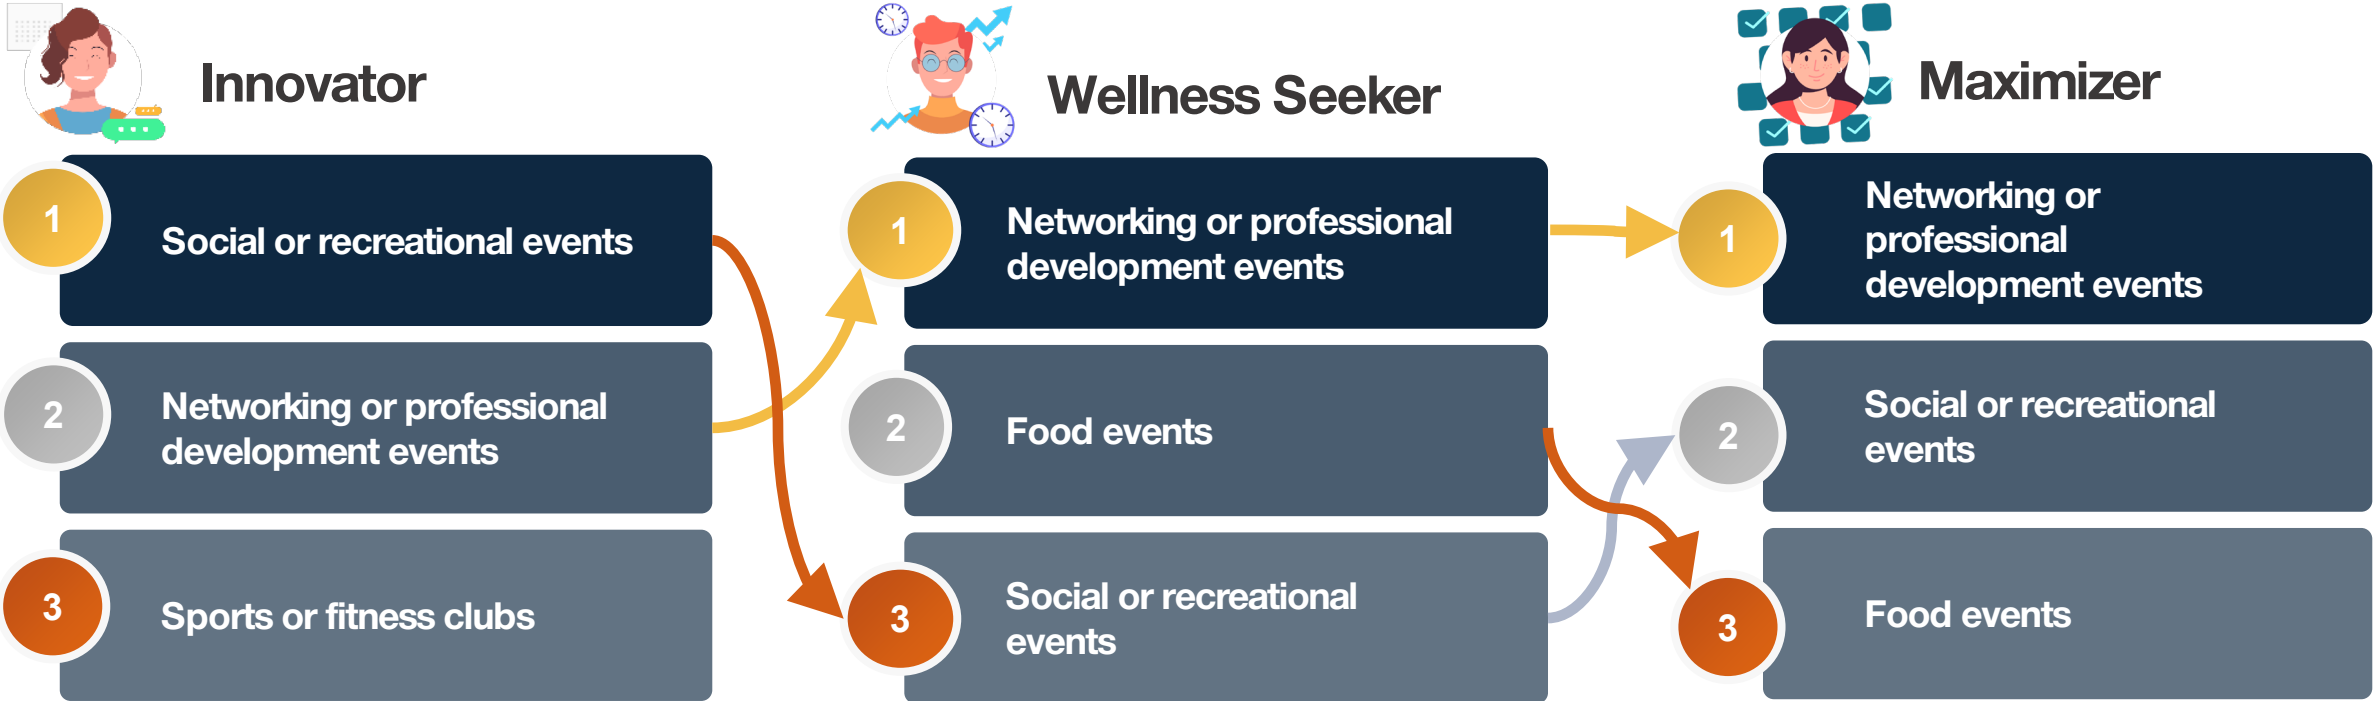 Innovator
1
Social or recreational events
2
Networking or professional
development events
3
Sports or fitness clubs
Wellness Seeker
1
Networking or professional
development events
2
Food events
3
Social or recreational
events
Maximizer
1
Networking or
professional
development events
2
Social or recreational
events
3
Food events